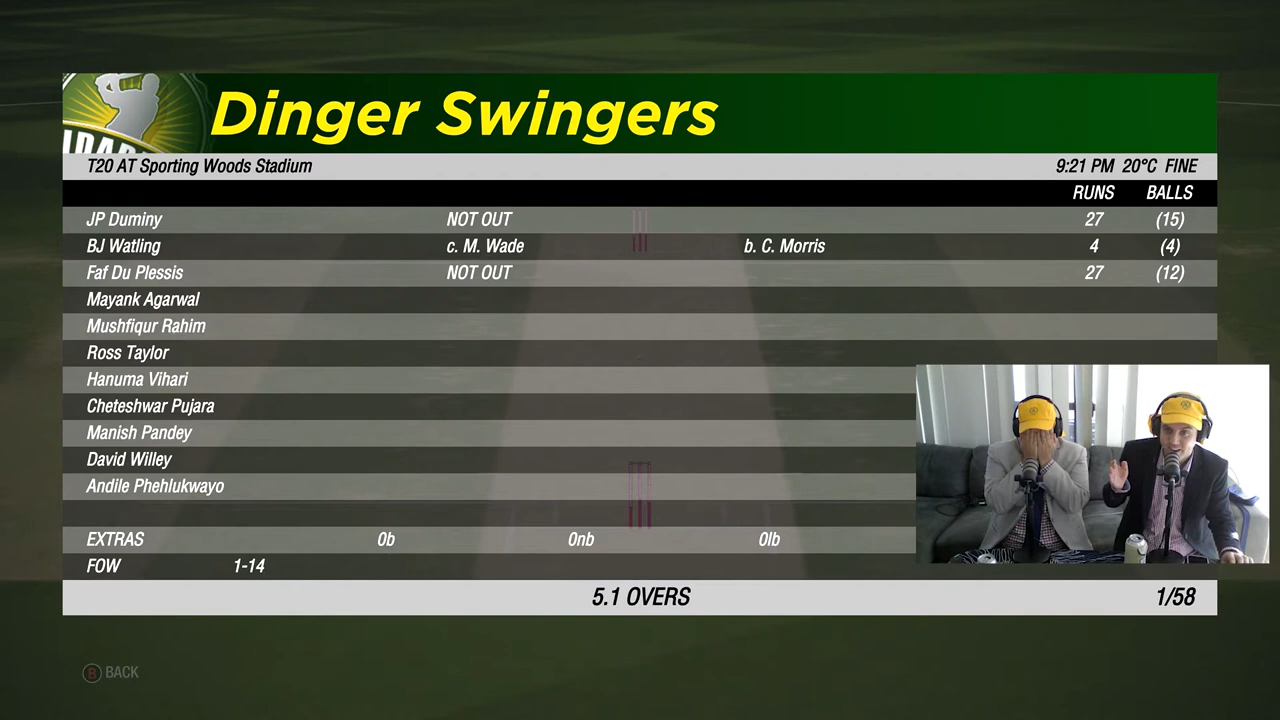 Dinger Swingers
T20 AT Sporting Woods Stadium 9:21 PM 20°C FINE
RUNS BALLS
JP Duminy NOT OUT 27 (15)
BJ Watling c. M. Wade b. C. Morris 4 (4)
Faf Du Plessis NOT OUT 27 (12)
Mayank Agarwal
Mushfiqur Rahim
Ross Taylor
Hanuma Vihari
Cheteshwar Pujara
Manish Pandey
David Willey
Andile Phehlukwayo
EXTRAS 0b 0nb 0lb
FOW 1-14
5.1 OVERS 1/58
B BACK